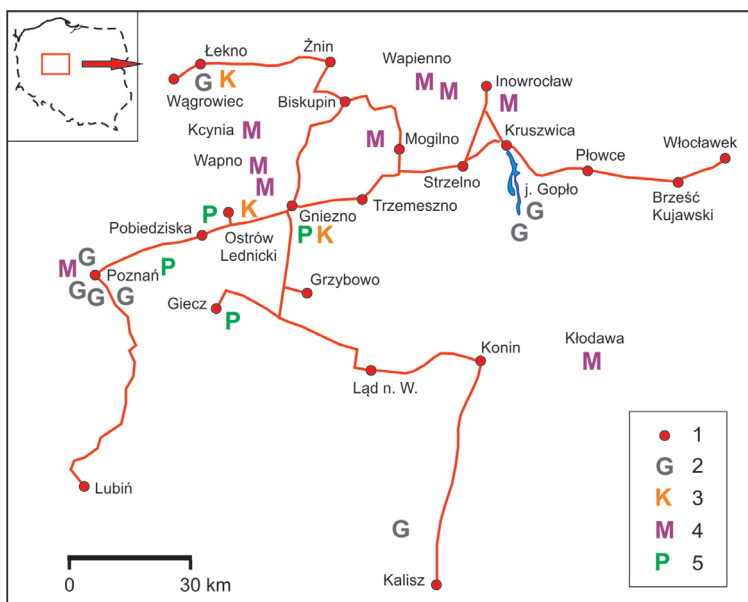 Łekno
G K
Wągrowiec
Żnin
Biskupin
Wapienno
M M
Inowrocław
M
Kcynia M
Wapno M
M
M Mogilno
Kruszwica
Włocławek
Strzelno
j. Gopło
G
G
Płowce
Brześć
Kujawski
P K
Gniezno
P K
Trzemeszno
Pobiedziska
Ostrów
Lednicki
G
M
Poznań
P
G G G
Grzybowo
Giecz
P
Konin
Kłodawa
M
Ląd n. W.
Lubiń
G
Kalisz
0 30 km
1
G 2
K 3
M 4
P 5